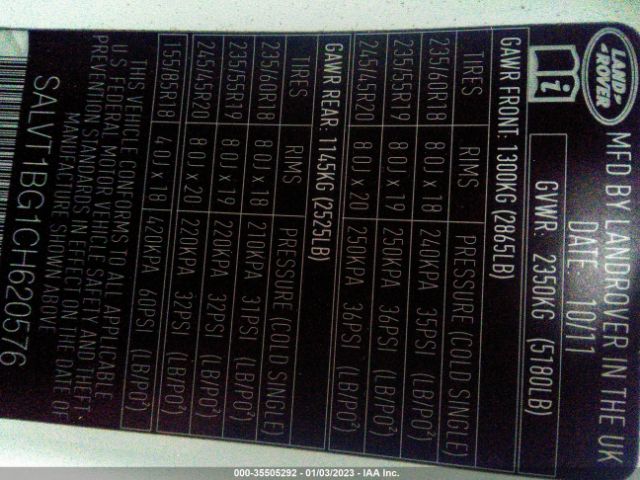 LAND-
ROVER
MFD BY LANDROVER IN THE UK
DATE 10/11
GVWR 2350KG (5180LB)
i
GAWR FRONT: 1300KG (2865LB)
TIRES RIMS PRESSURE (COLD SINGLE)
235/60R18 8.0J x 18 240KPA 35PSI (LB/PO²)
235/55R19 8.0J x 19 250KPA 36PSI (LB/PO²)
245/45R20 8.0J x 20 250KPA 36PSI (LB/PO²)
GAWR REAR: 1145KG (2525LB)
TIRES RIMS PRESSURE (COLD SINGLE)
235/60R18 8.0J x 18 210KPA 31PSI (LB/PO²)
235/55R19 8.0J x 19 220KPA 32PSI (LB/PO²)
245/45R20 8.0J x 20 220KPA 32PSI (LB/PO²)
155/85R18 4.0J x 18 420KPA 60PSI (LB/PO²)
THIS VEHICLE CONFORMS TO ALL APPLICABLE
U.S FEDERAL MOTOR VEHICLE SAFETY AND THEFT
PREVENTION STANDARDS IN EFFECT ON THE DATE OF
MANUFACTURE SHOWN ABOVE
SALVT1BG1CH620576
000-35505292 - 01/03/2023 - IAA Inc.